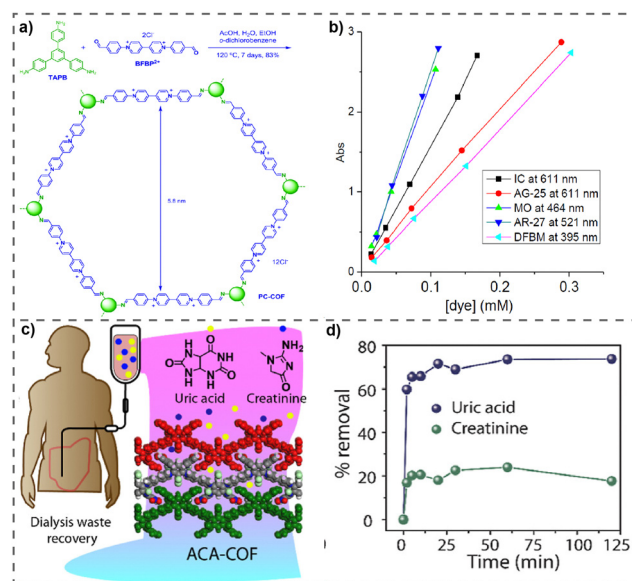 a)
NH₂
H₂N
NH₂
TAPB
+
2Cl⁻
BFBP²⁺
AcOH, H₂O, EtOH
o-dichlorobenzene
120 °C, 7 days, 83%
5.8 nm
12Cl⁻
PC-COF
b)
Abs
3
2
1
0
IC at 611 nm
AG-25 at 611 nm
MO at 464 nm
AR-27 at 521 nm
DFBM at 395 nm
0.0 0.1 0.2 0.3
[dye] (mM)
c)
Uric acid
Creatinine
Dialysis waste
recovery
ACA-COF
d)
% removal
80
60
40
20
0
Uric acid
Creatinine
0 25 50 75 100 125
Time (min)